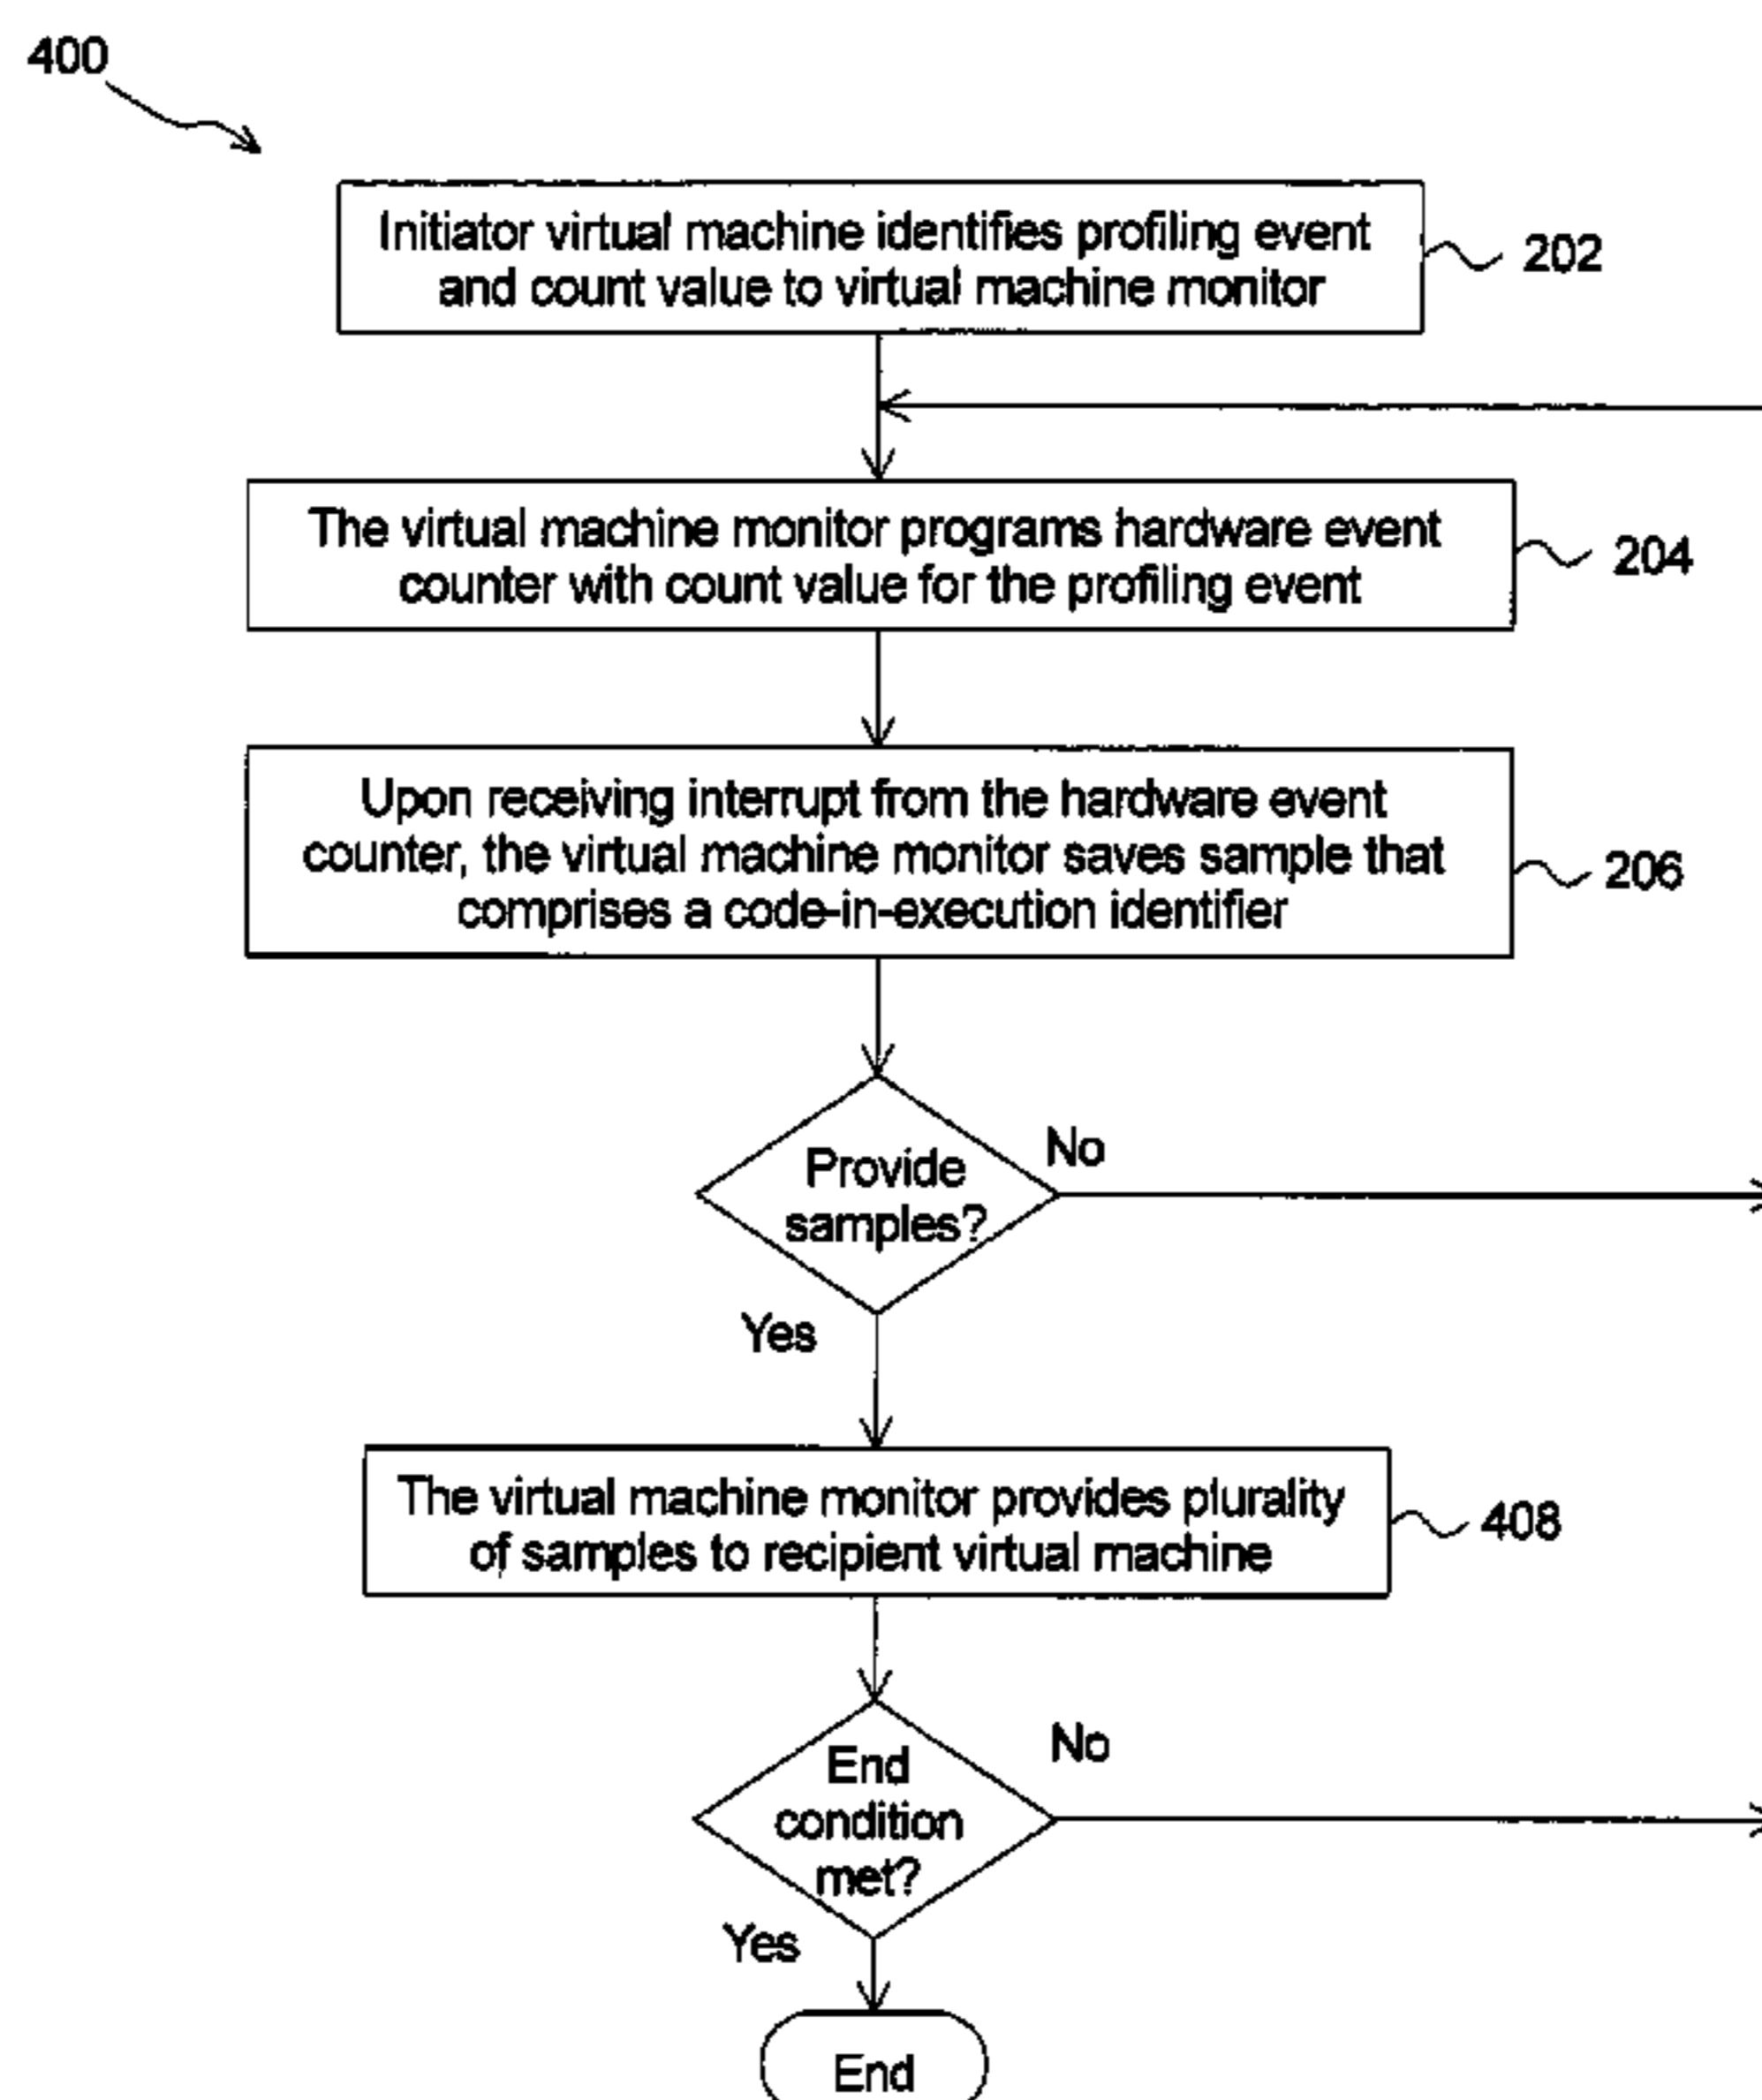 400
Initiator virtual machine identifies profiling event
and count value to virtual machine monitor
202
The virtual machine monitor programs hardware event
counter with count value for the profiling event
204
Upon receiving interrupt from the hardware event
counter, the virtual machine monitor saves sample that
comprises a code-in-execution identifier
206
Provide
samples?
No
Yes
The virtual machine monitor provides plurality
of samples to recipient virtual machine
408
End
condition
met?
No
Yes
End